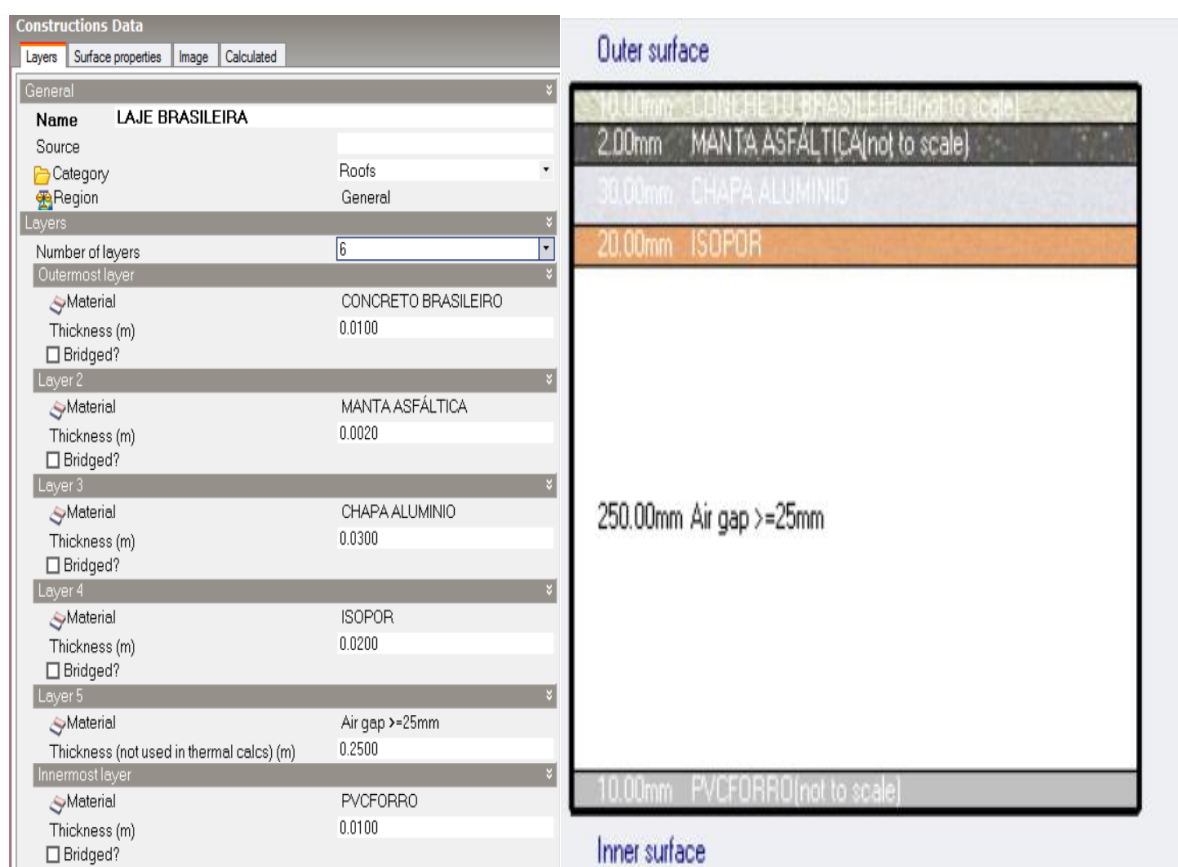 Constructions Data
Layers Surface properties Image Calculated
General
Name LAJE BRASILEIRA
Source
Category Roofs
Region General
Layers
Number of layers 6
Outermost layer
Material CONCRETO BRASILEIRO
Thickness (m) 0.0100
Bridged?
Layer 2
Material MANTA ASFÁLTICA
Thickness (m) 0.0020
Bridged?
Layer 3
Material CHAPA ALUMINIO
Thickness (m) 0.0300
Bridged?
Layer 4
Material ISOPOR
Thickness (m) 0.0200
Bridged?
Layer 5
Material Air gap >=25mm
Thickness (not used in thermal calcs) (m) 0.2500
Innermost layer
Material PVCFORRO
Thickness (m) 0.0100
Bridged?
Outer surface
10.00mm CONCRETO BRASILEIRO(not to scale)
2.00mm MANTA ASFÁLTICA(not to scale)
30.00mm CHAPA ALUMINIO
20.00mm ISOPOR
250.00mm Air gap >=25mm
10.00mm PVCFORRO(not to scale)
Inner surface